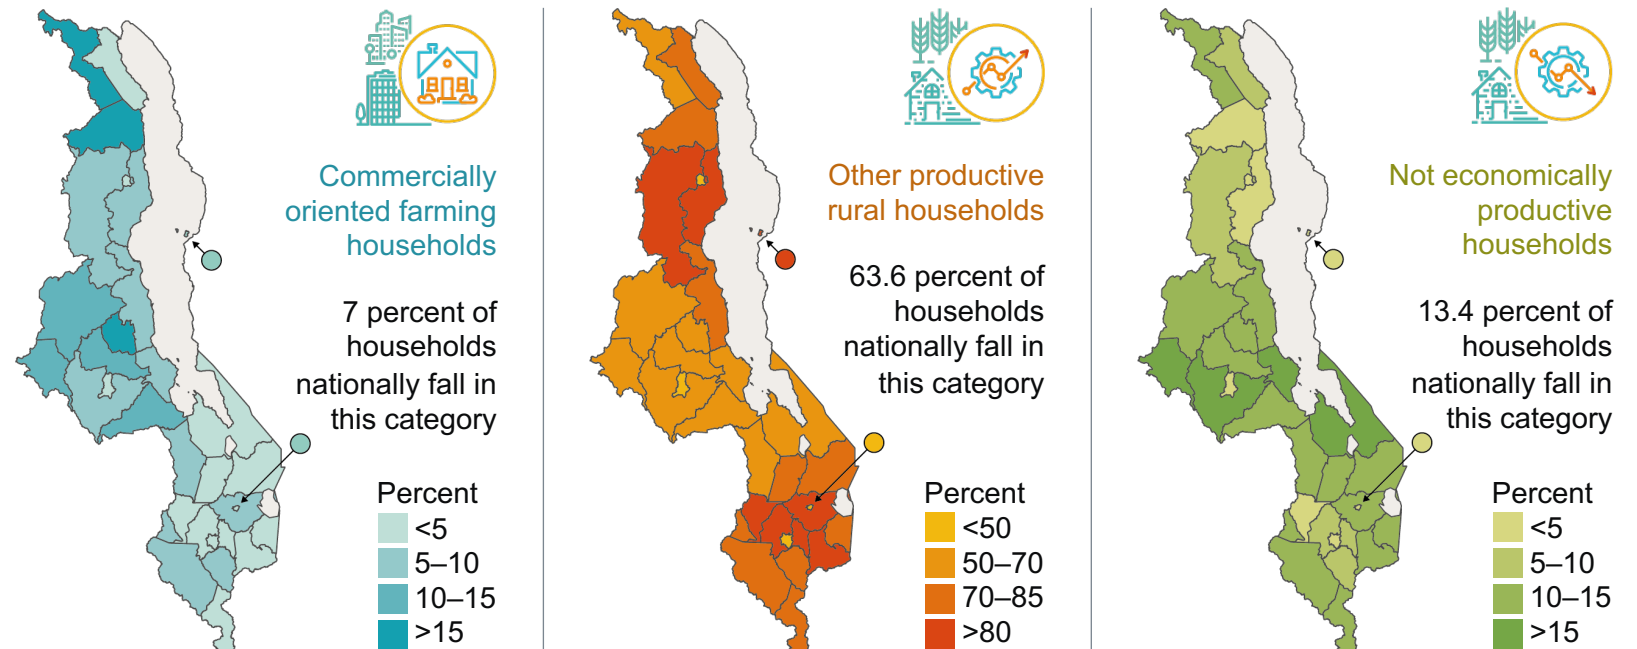 Commercially
oriented farming
households
7 percent of
households
nationally fall in
this category
Percent
<5
5–10
10–15
>15
Other productive
rural households
63.6 percent of
households
nationally fall in
this category
Percent
<50
50–70
70–85
>80
Not economically
productive
households
13.4 percent of
households
nationally fall in
this category
Percent
<5
5–10
10–15
>15